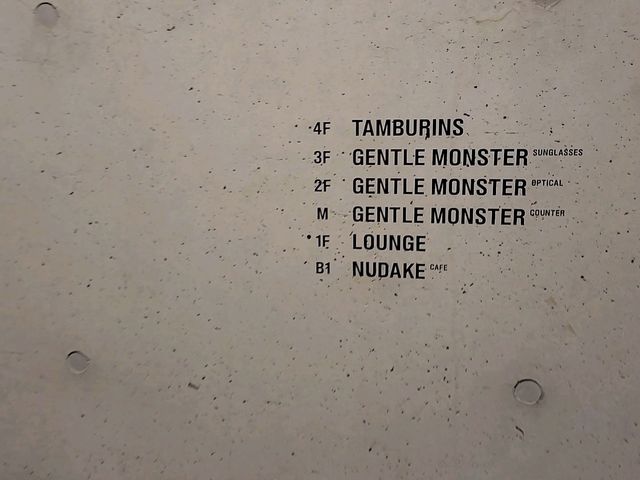 4F TAMBURINS
3F GENTLE MONSTER SUNGLASSES
2F GENTLE MONSTER OPTICAL
M GENTLE MONSTER COUNTER
1F LOUNGE
B1 NUDAKE CAFE